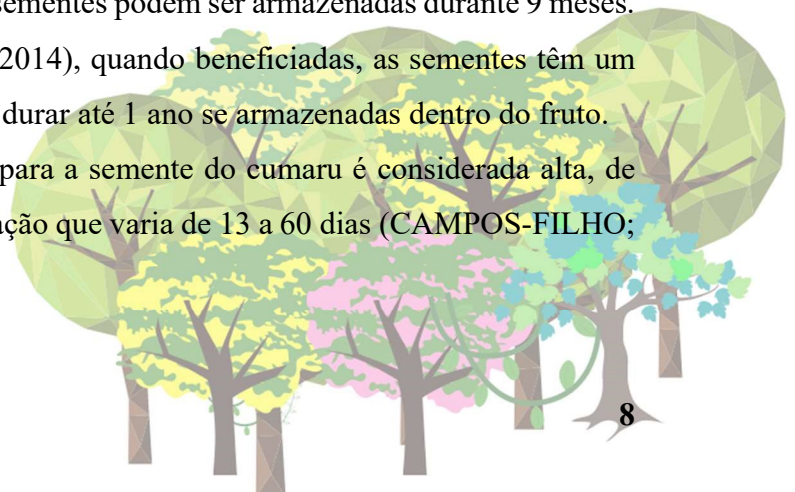 sementes podem ser armazenadas durante 9 meses.
2014), quando beneficiadas, as sementes têm um
durar até 1 ano se armazenadas dentro do fruto.
para a semente do cumaru é considerada alta, de
ação que varia de 13 a 60 dias (CAMPOS-FILHO;
8